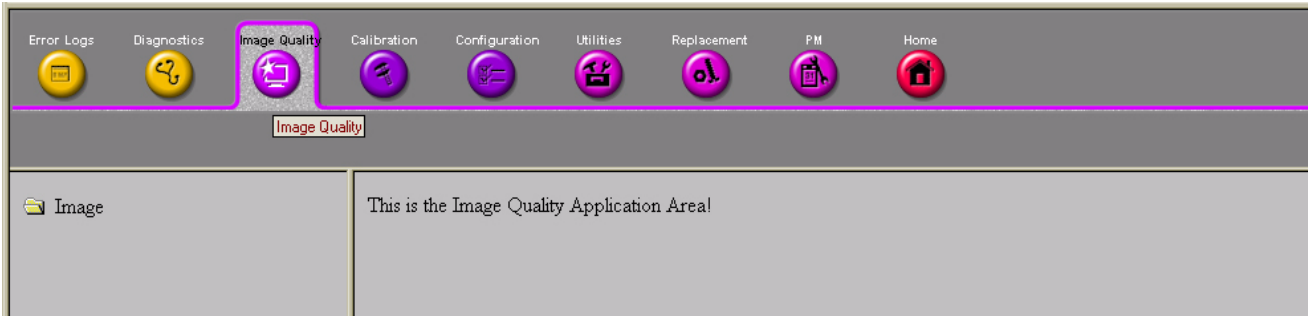 Error Logs Diagnostics Image Quality Calibration Configuration Utilities Replacement PM Home
Image Quality
Image
This is the Image Quality Application Area!